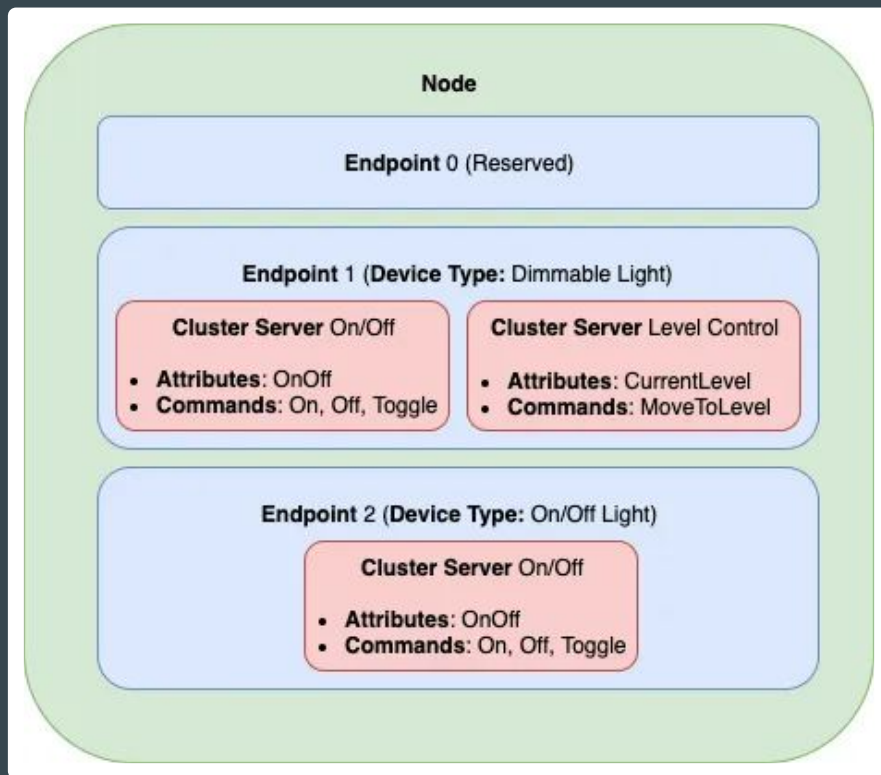 Node
Endpoint 0 (Reserved)
Endpoint 1 (Device Type: Dimmable Light)
Cluster Server On/Off
• Attributes: OnOff
• Commands: On, Off, Toggle
Cluster Server Level Control
• Attributes: CurrentLevel
• Commands: MoveToLevel
Endpoint 2 (Device Type: On/Off Light)
Cluster Server On/Off
• Attributes: OnOff
• Commands: On, Off, Toggle